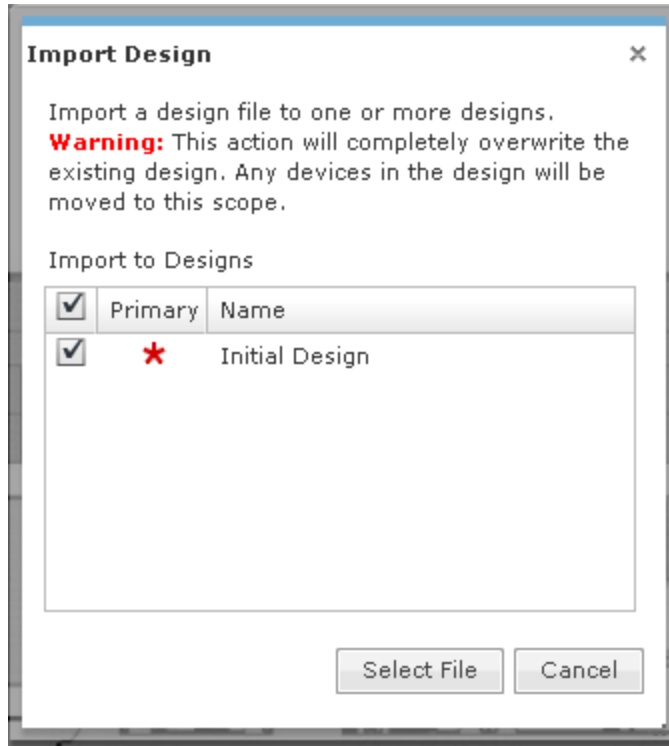 Import Design
Import a design file to one or more designs.
Warning: This action will completely overwrite the
existing design. Any devices in the design will be
moved to this scope.
Import to Designs
Primary Name
Initial Design
Select File Cancel